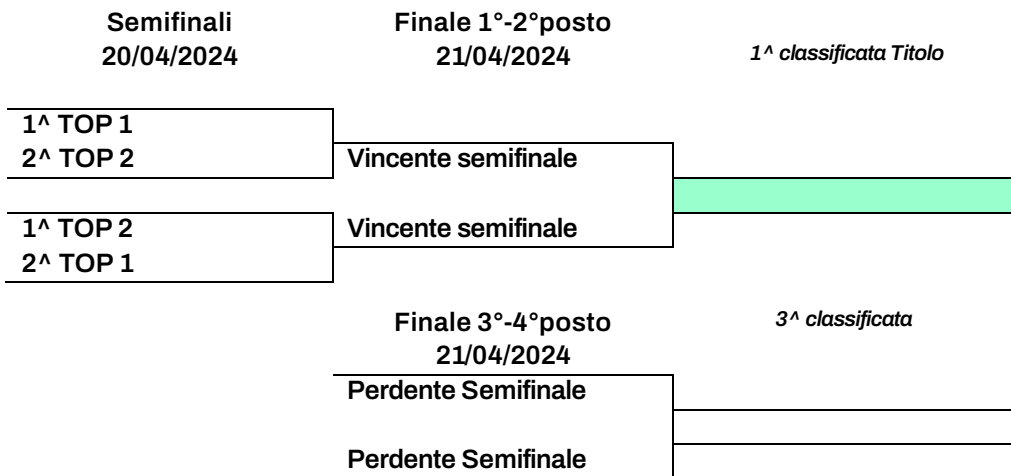 Semifinali
20/04/2024
Finale 1°-2°posto
21/04/2024
1^ classificata Titolo
1^ TOP 1
2^ TOP 2
Vincente semifinale
1^ TOP 2
Vincente semifinale
2^ TOP 1
Finale 3°-4°posto
21/04/2024
3^ classificata
Perdente Semifinale
Perdente Semifinale